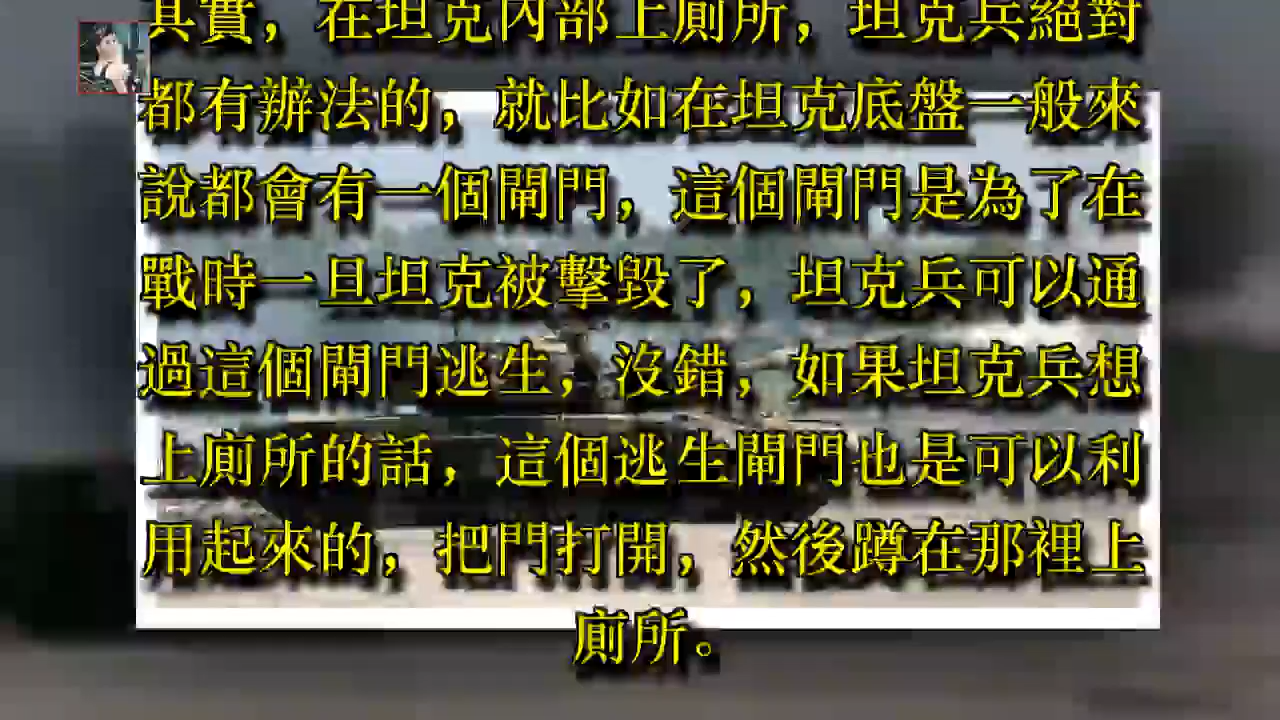 其實，在坦克內部上廁所，坦克兵絕對
都有辦法的，就比如在坦克底盤一般來
說都會有一個閘門，這個閘門是為了在
戰時一旦坦克被擊毀了，坦克兵可以通
過這個閘門逃生，沒錯，如果坦克兵想
上廁所的話，這個逃生閘門也是可以利
用起來的，把門打開，然後蹲在那裡上
廁所。